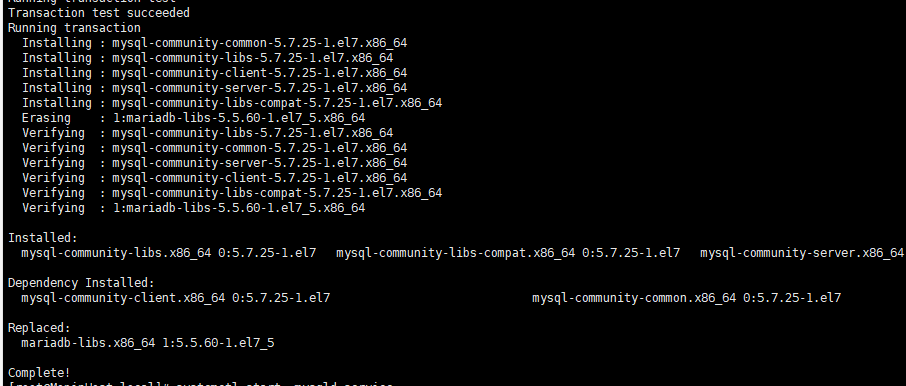 Running transaction test
Transaction test succeeded
Running transaction
Installing : mysql-community-common-5.7.25-1.el7.x86_64
Installing : mysql-community-libs-5.7.25-1.el7.x86_64
Installing : mysql-community-client-5.7.25-1.el7.x86_64
Installing : mysql-community-server-5.7.25-1.el7.x86_64
Installing : mysql-community-libs-compat-5.7.25-1.el7.x86_64
Erasing : 1:mariadb-libs-5.5.60-1.el7_5.x86_64
Verifying : mysql-community-libs-5.7.25-1.el7.x86_64
Verifying : mysql-community-common-5.7.25-1.el7.x86_64
Verifying : mysql-community-server-5.7.25-1.el7.x86_64
Verifying : mysql-community-client-5.7.25-1.el7.x86_64
Verifying : mysql-community-libs-compat-5.7.25-1.el7.x86_64
Verifying : 1:mariadb-libs-5.5.60-1.el7_5.x86_64
Installed:
mysql-community-libs.x86_64 0:5.7.25-1.el7 mysql-community-libs-compat.x86_64 0:5.7.25-1.el7 mysql-community-server.x86_64
Dependency Installed:
mysql-community-client.x86_64 0:5.7.25-1.el7 mysql-community-common.x86_64 0:5.7.25-1.el7
Replaced:
mariadb-libs.x86_64 1:5.5.60-1.el7_5
Complete!
systemctl start mysqld.service